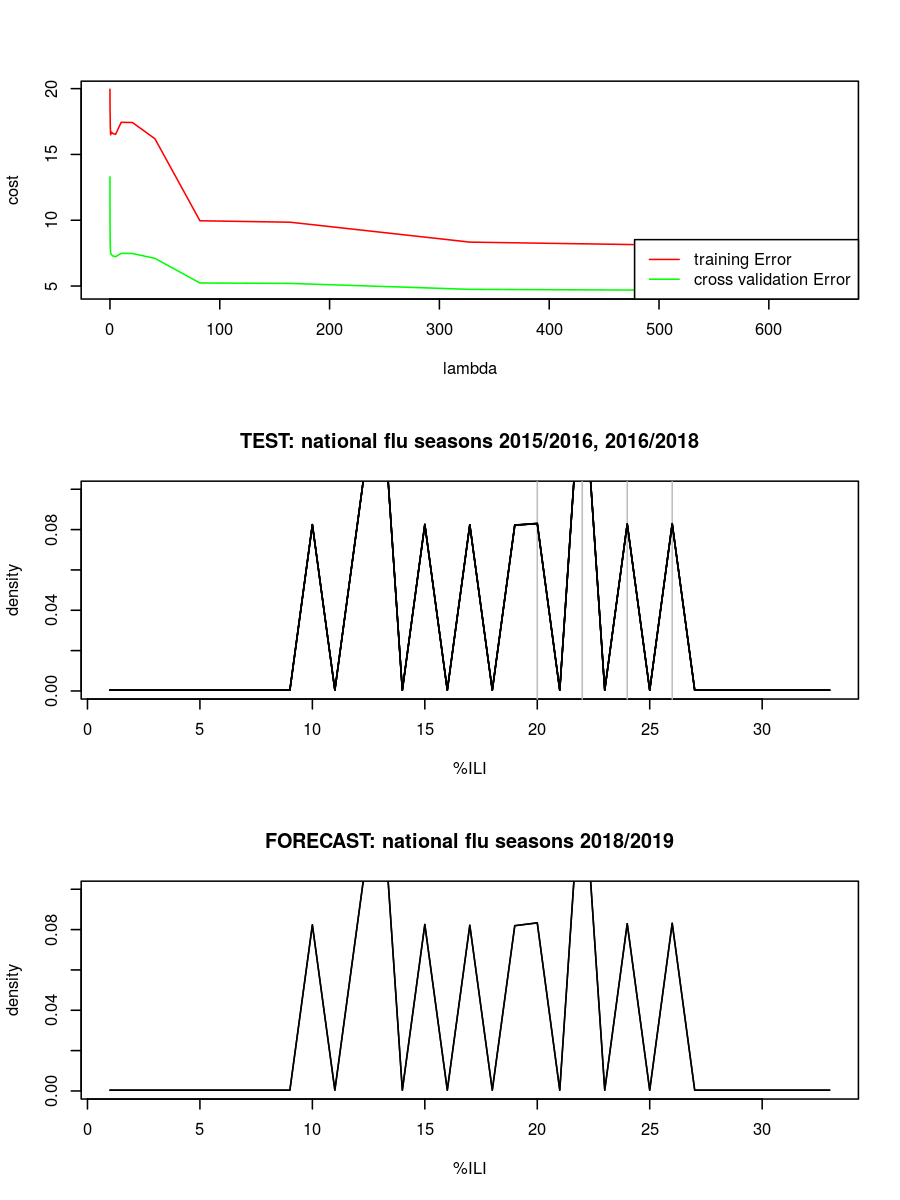 20
15
10
5
cost
training Error
cross validation Error
0 100 200 300 400 500 600
lambda
TEST: national flu seasons 2015/2016, 2016/2018
0.08
0.04
0.00
density
0 5 10 15 20 25 30
%ILI
FORECAST: national flu seasons 2018/2019
0.08
0.04
0.00
density
0 5 10 15 20 25 30
%ILI